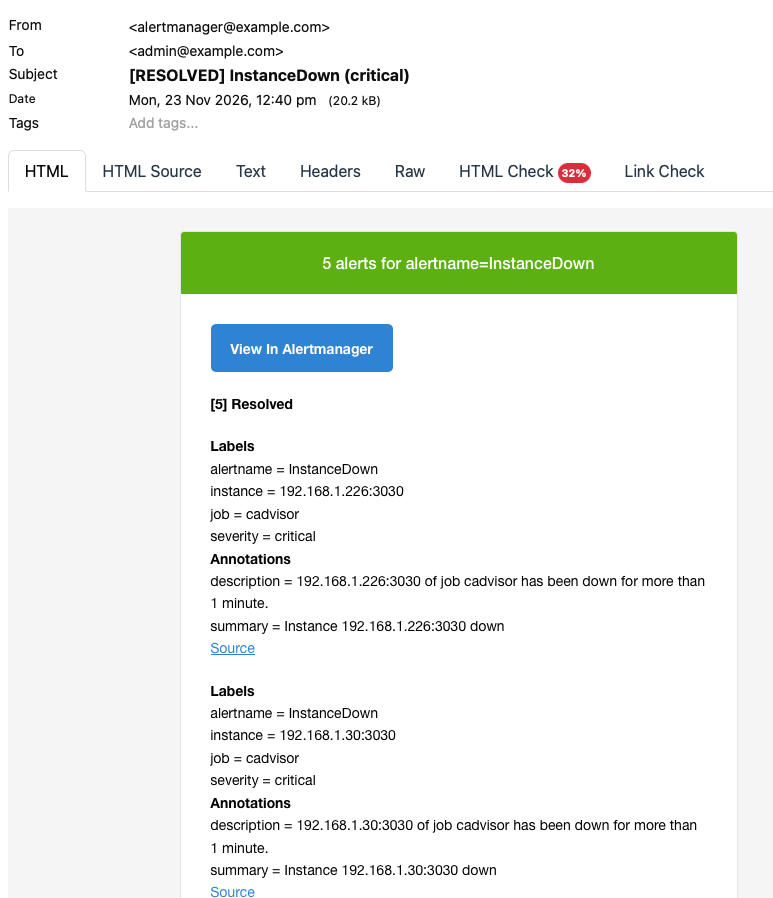 From <alertmanager@example.com>
To <admin@example.com>
Subject [RESOLVED] InstanceDown (critical)
Date Mon, 23 Nov 2026, 12:40 pm (20.2 kB)
Tags Add tags...
HTML HTML Source Text Headers Raw HTML Check 32% Link Check
5 alerts for alertname=InstanceDown
View In Alertmanager
[5] Resolved
Labels
alertname = InstanceDown
instance = 192.168.1.226:3030
job = cadvisor
severity = critical
Annotations
description = 192.168.1.226:3030 of job cadvisor has been down for more than
1 minute.
summary = Instance 192.168.1.226:3030 down
Source
Labels
alertname = InstanceDown
instance = 192.168.1.30:3030
job = cadvisor
severity = critical
Annotations
description = 192.168.1.30:3030 of job cadvisor has been down for more than
1 minute.
summary = Instance 192.168.1.30:3030 down
Source